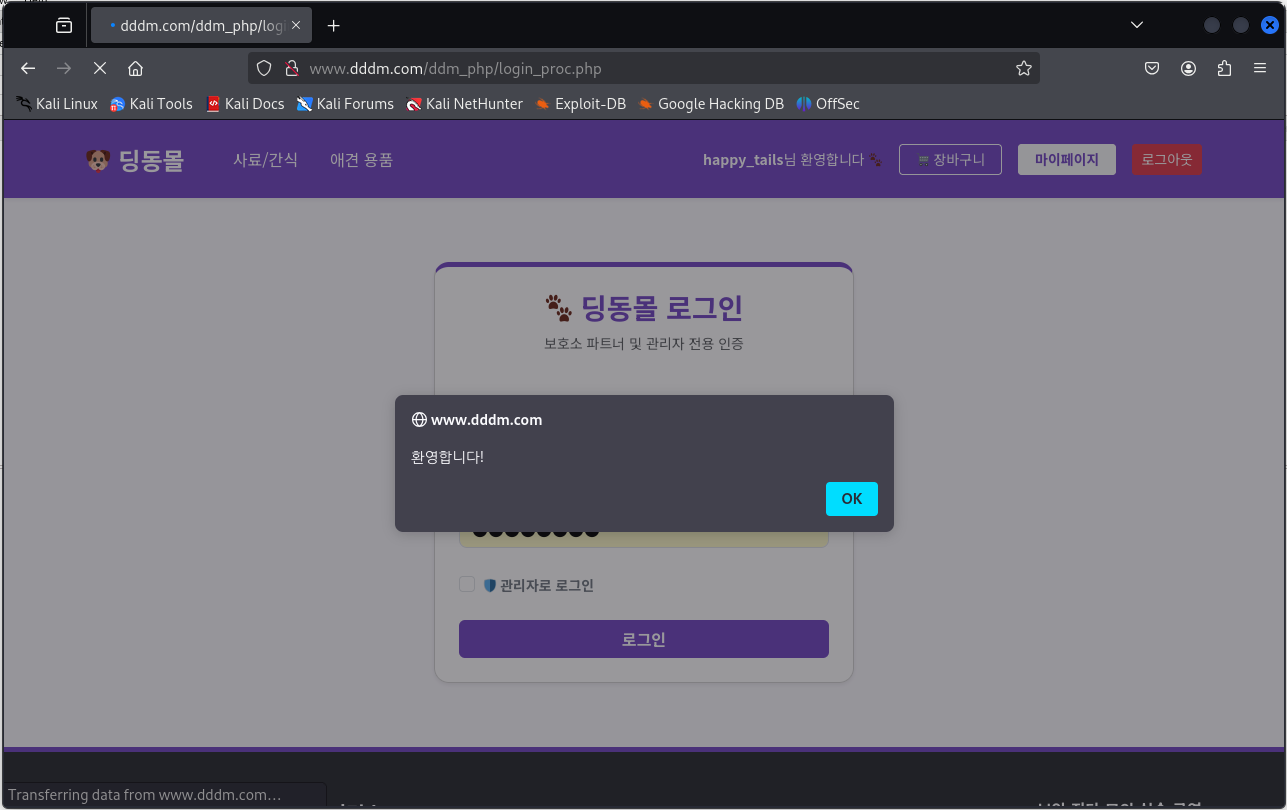 dddm.com/ddm_php/log
www.dddm.com/ddm_php/login_proc.php
Kali Linux Kali Tools Kali Docs Kali Forums Kali NetHunter Exploit-DB Google Hacking DB OffSec
딩동몰 사료/간식 애견 용품 happy_tails님 환영합니다 장바구니 마이페이지 로그아웃
딩동몰 로그인
보호소 파트너 및 관리자 전용 인증
www.dddm.com
환영합니다!
OK
관리자로 로그인
로그인
Transferring data from www.dddm.com...